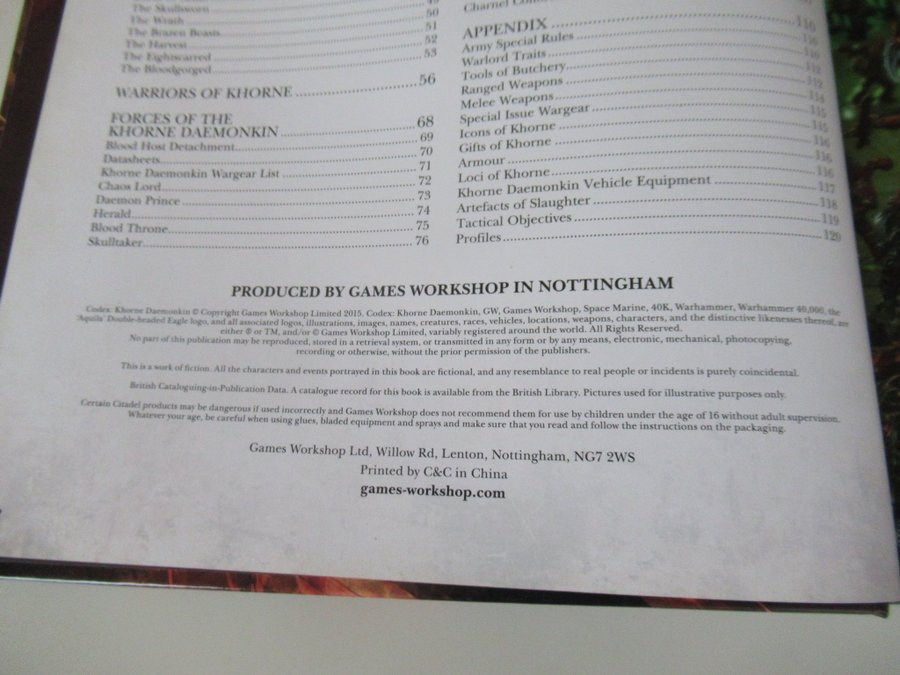 The Skullsworn 49
The Wrath 50
The Brazen Beasts 51
The Harvest 52
The Eightscarred 53
The Bloodgorged
WARRIORS OF KHORNE 56
FORCES OF THE
KHORNE DAEMONKIN 68
Blood Host Detachment 69
Datasheets 70
Khorne Daemonkin Wargear List 71
Chaos Lord 72
Daemon Prince 73
Herald 74
Blood Throne 75
Skulltaker 76
Charnel
APPENDIX 110
Army Special Rules
Warlord Traits 110
Tools of Butchery 112
Ranged Weapons 112
Melee Weapons 114
Special Issue Wargear 115
Icons of Khorne 115
Gifts of Khorne 116
Armour 116
Loci of Khorne 116
Khorne Daemonkin Vehicle Equipment 117
Artefacts of Slaughter 118
Tactical Objectives 119
Profiles 120
PRODUCED BY GAMES WORKSHOP IN NOTTINGHAM
Codex: Khorne Daemonkin © Copyright Games Workshop Limited 2015. Codex: Khorne Daemonkin, GW, Games Workshop, Space Marine, 40K, Warhammer, Warhammer 40,000, the
'Aquila' Double-headed Eagle logo, and all associated logos, illustrations, images, names, creatures, races, vehicles, locations, weapons, characters, and the distinctive likenesses thereof, are
either ® or TM, and/or © Games Workshop Limited, variably registered around the world. All Rights Reserved.
No part of this publication may be reproduced, stored in a retrieval system, or transmitted in any form or by any means, electronic, mechanical, photocopying,
recording or otherwise, without the prior permission of the publishers.
This is a work of fiction. All the characters and events portrayed in this book are fictional, and any resemblance to real people or incidents is purely coincidental.
British Cataloguing-in-Publication Data. A catalogue record for this book is available from the British Library. Pictures used for illustrative purposes only.
Certain Citadel products may be dangerous if used incorrectly and Games Workshop does not recommend them for use by children under the age of 16 without adult supervision.
Whatever your age, be careful when using glues, bladed equipment and sprays and make sure that you read and follow the instructions on the packaging.
Games Workshop Ltd, Willow Rd, Lenton, Nottingham, NG7 2WS
Printed by C&C in China
games-workshop.com